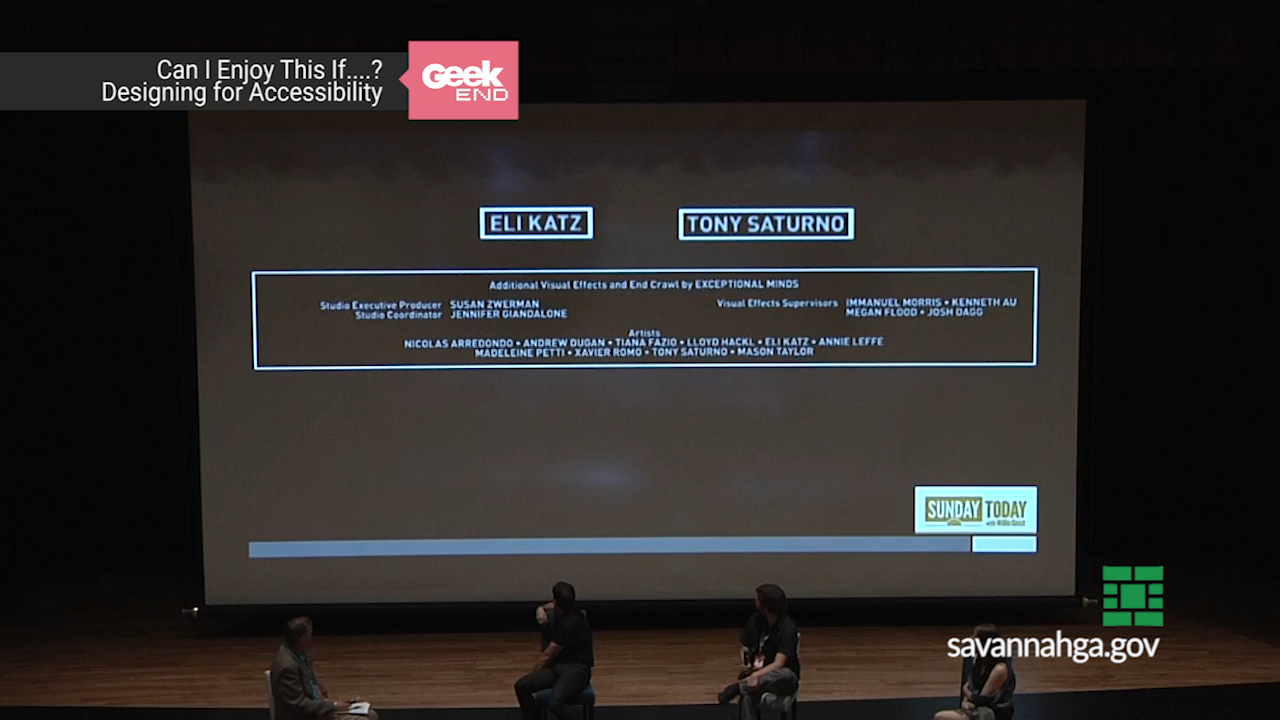 Can I Enjoy This If....?
Designing for Accessibility
Geek
END
ELI KATZ
TONY SATURNO
Additional Visual Effects and End Crawl by EXCEPTIONAL MINDS
Studio Executive Producer SUSAN ZWERMAN
Studio Coordinator JENNIFER GIANDALONE
Visual Effects Supervisors IMMANUEL MORRIS • KENNETH AU
MEGAN FLOOD • JOSH DAGG
Artists
NICOLAS ARREDONDO • ANDREW DUGAN • TIANA FAZIO • LLOYD HACKL • ELI KATZ • ANNIE LEFFE
MADELEINE PETTI • XAVIER ROMO • TONY SATURNO • MASON TAYLOR
SUNDAY TODAY
with Willie Geist
savannahga.gov